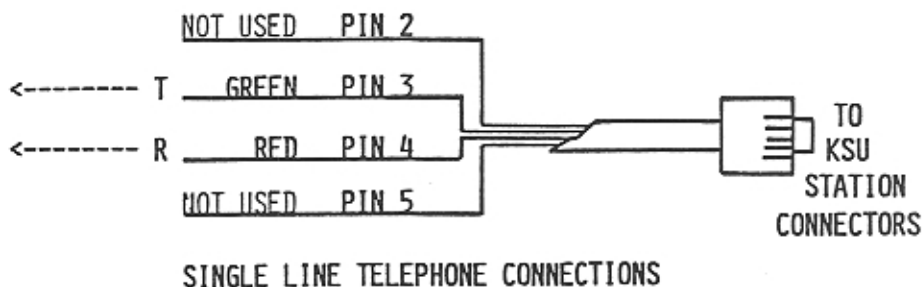 NOT USED PIN 2
<-------- T GREEN PIN 3
<-------- R RED PIN 4
NOT USED PIN 5
TO
KSU
STATION
CONNECTORS
SINGLE LINE TELEPHONE CONNECTIONS